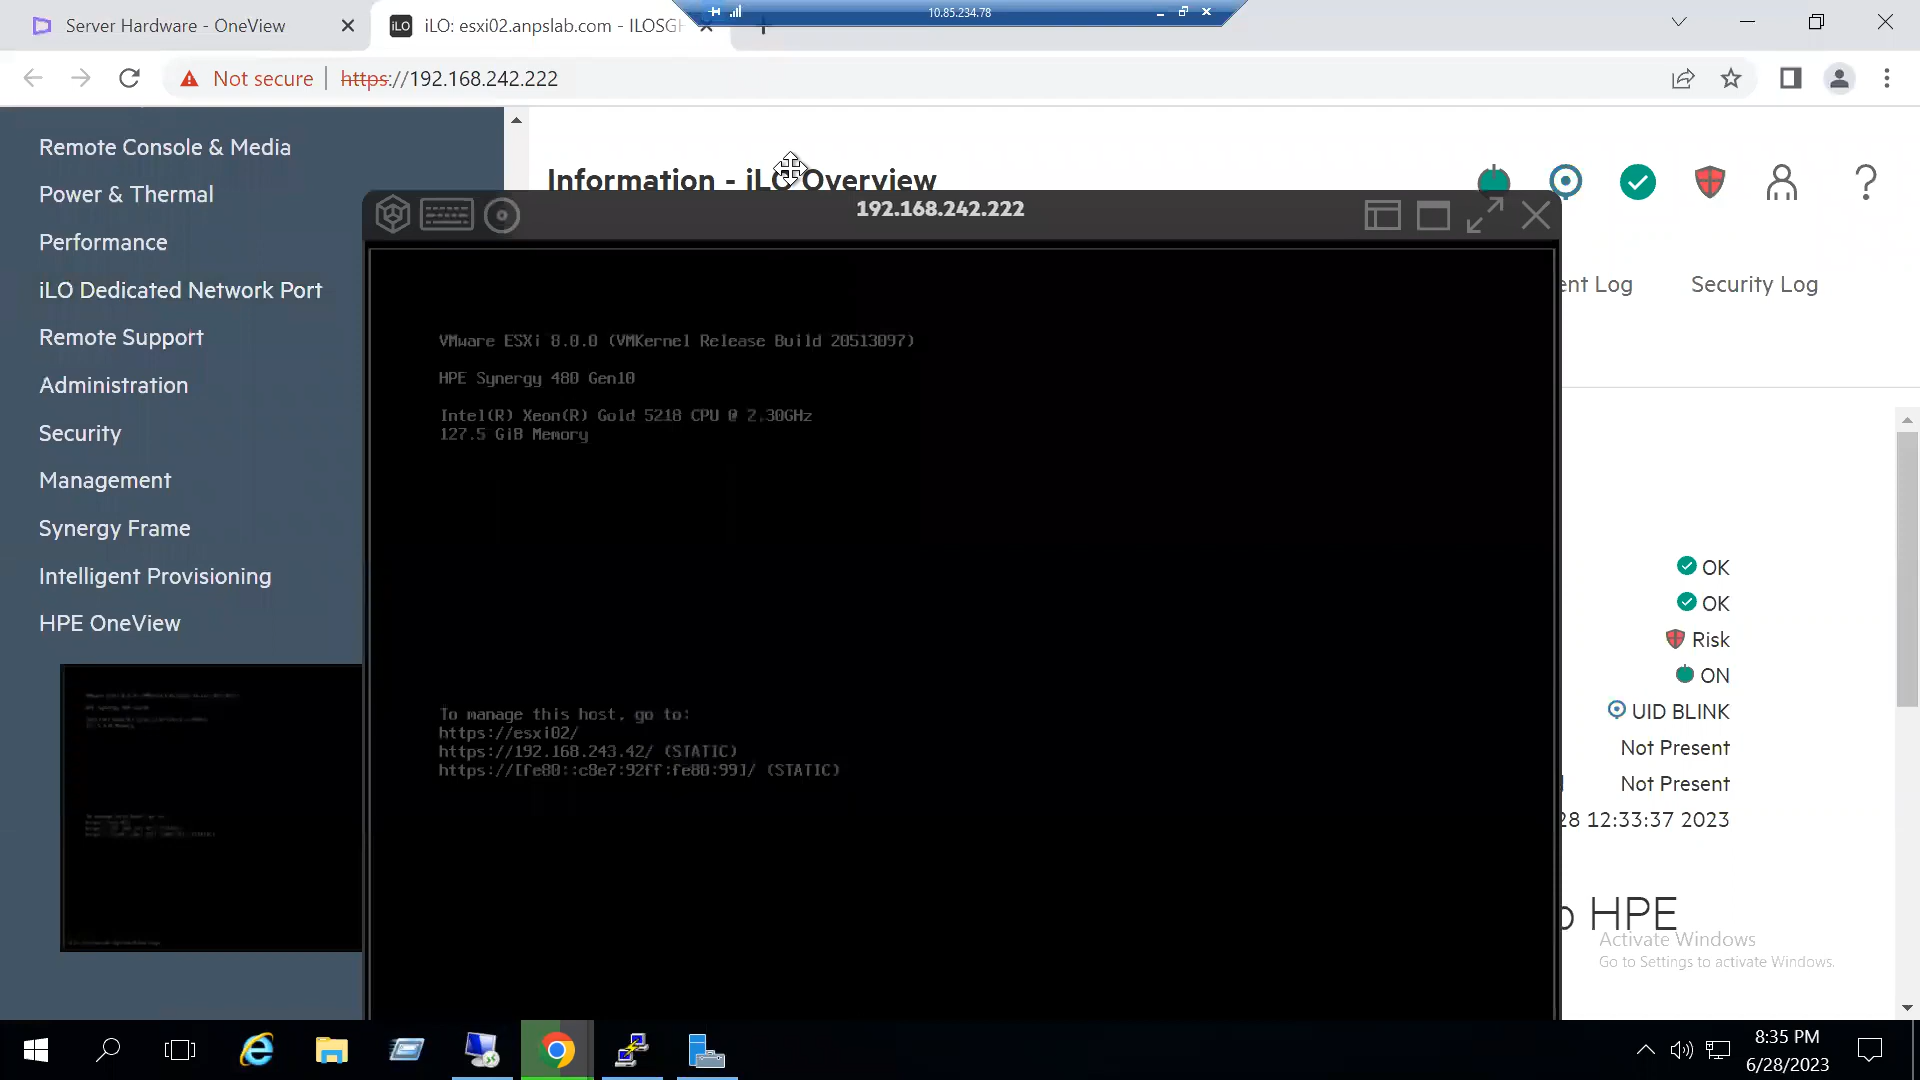 10.85.234.78
Server Hardware - OneView
iLO: esxi02.anpslab.com - ILOSGH
Not secure
https://192.168.242.222
Remote Console & Media
Power & Thermal
Performance
iLO Dedicated Network Port
Remote Support
Administration
Security
Management
Synergy Frame
Intelligent Provisioning
HPE OneView
Information - iLO Overview
ent Log
Security Log
192.168.242.222
VMware ESXi 8.0.0 (VMKernel Release Build 20513097)
HPE Synergy 480 Gen10
Intel(R) Xeon(R) Gold 5218 CPU @ 2.30GHz
127.5 GiB Memory
To manage this host, go to:
https://esxi02/
https://192.168.243.42/ (STATIC)
https://[fe80::c8e7:92ff:fe80:99]/ (STATIC)
OK
OK
Risk
ON
UID BLINK
Not Present
Not Present
28 12:33:37 2023
o HPE
Activate Windows
Go to Settings to activate Windows.
8:35 PM
6/28/2023